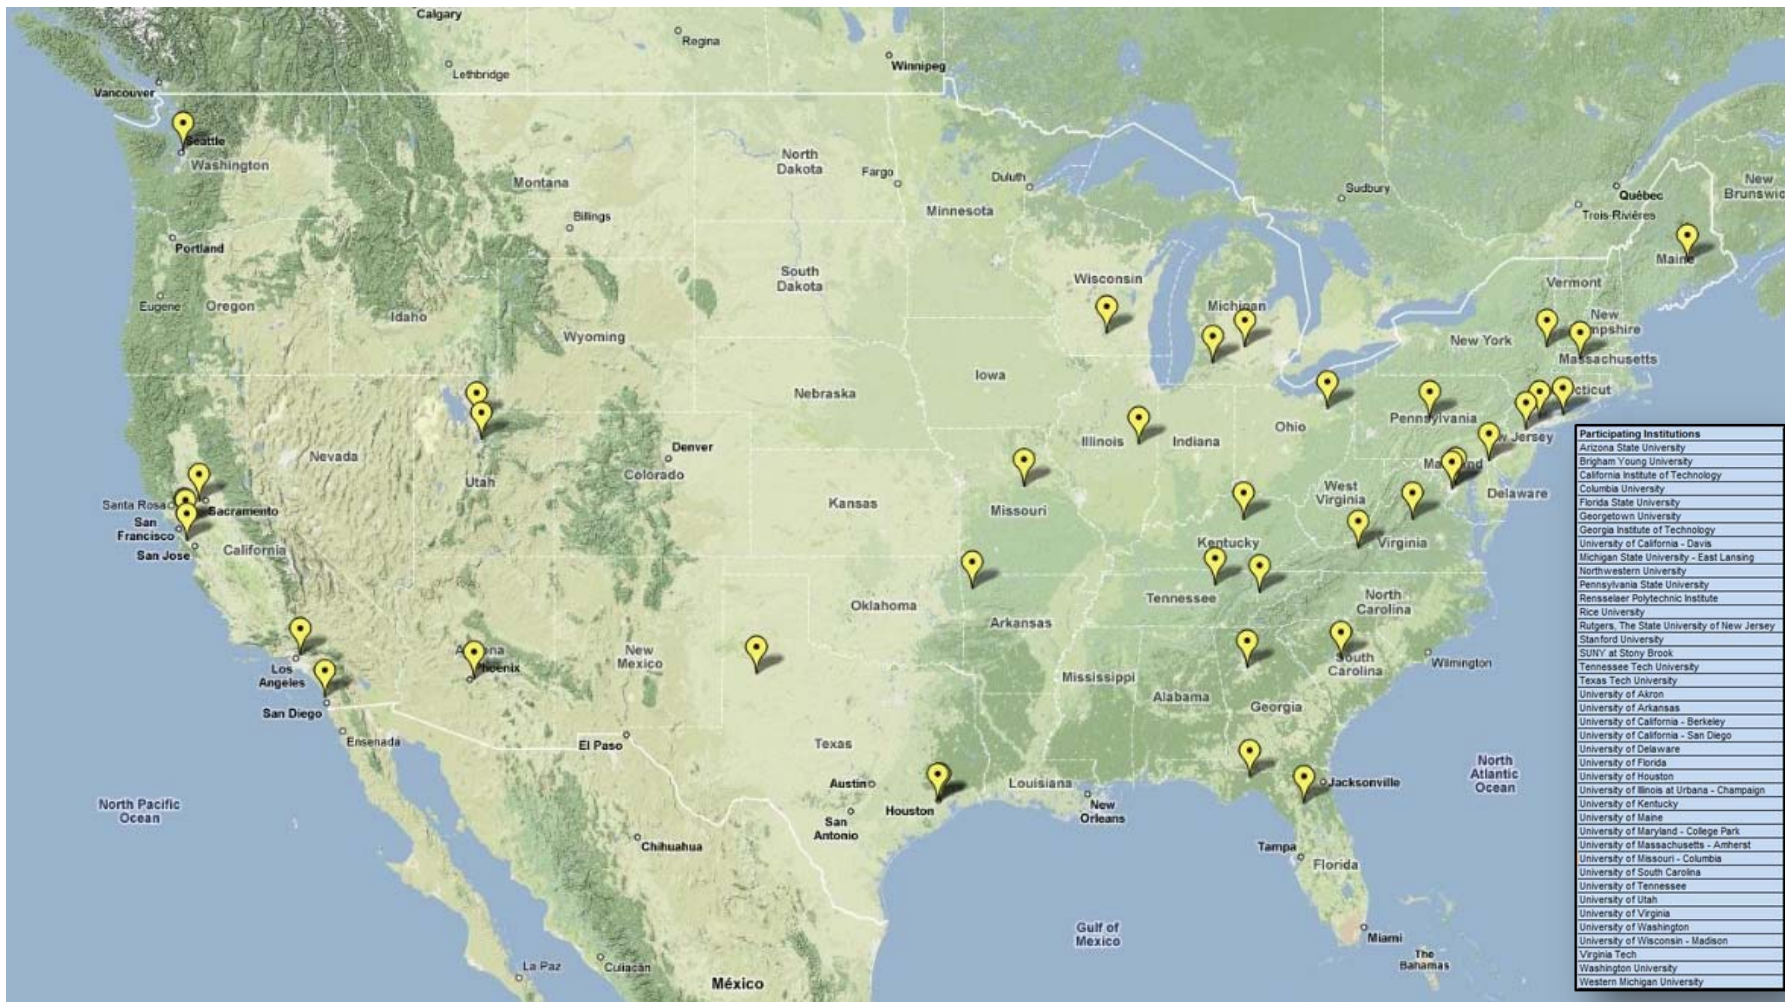 Calgary
Regina
Winnipeg
Lethbridge
Vancouver
Seattle
Washington
North
Dakota
Fargo
Duluth
Sudbury
Québec
New
Brunswic
Trois-Rivières
Montana
Minnesota
Billings
Portland
Maine
South
Dakota
Wisconsin
Vermont
Eugene
Oregon
Idaho
Michigan
New
mpshire
Wyoming
New York
Massachusetts
Iowa
Nebraska
cticut
Pennsylvania
Ohio
Illinois
Indiana
w Jersey
Denver
Nevada
Colorado
Utah
Maryland
West
Virginia
Delaware
Kansas
Missouri
Santa Rosa
Sacramento
San
Francisco
San Jose
California
Kentucky
Virginia
Tennessee
North
Carolina
Oklahoma
Arkansas
Arizona
Phoenix
New
Mexico
Los
Angeles
South
Carolina
Wilmington
Mississippi
Alabama
Georgia
San Diego
Ensenada
El Paso
Texas
Austin
Louisiana
Jacksonville
North
Atlantic
Ocean
North Pacific
Ocean
Houston
New
Orleans
San
Antonio
Chihuahua
Tampa
Florida
Gulf of
Mexico
Miami
The
Bahamas
La Paz
Culiacán
México
Participating Institutions
Arizona State University
Brigham Young University
California Institute of Technology
Columbia University
Florida State University
Georgetown University
Georgia Institute of Technology
University of California - Davis
Michigan State University - East Lansing
Northwestern University
Pennsylvania State University
Rensselaer Polytechnic Institute
Rice University
Rutgers, The State University of New Jersey
Stanford University
SUNY at Stony Brook
Tennessee Tech University
Texas Tech University
University of Akron
University of Arkansas
University of California - Berkeley
University of California - San Diego
University of Delaware
University of Florida
University of Houston
University of Illinois at Urbana - Champaign
University of Kentucky
University of Maine
University of Maryland - College Park
University of Massachusetts - Amherst
University of Missouri - Columbia
University of South Carolina
University of Tennessee
University of Utah
University of Virginia
University of Washington
University of Wisconsin - Madison
Virginia Tech
Washington University
Western Michigan University